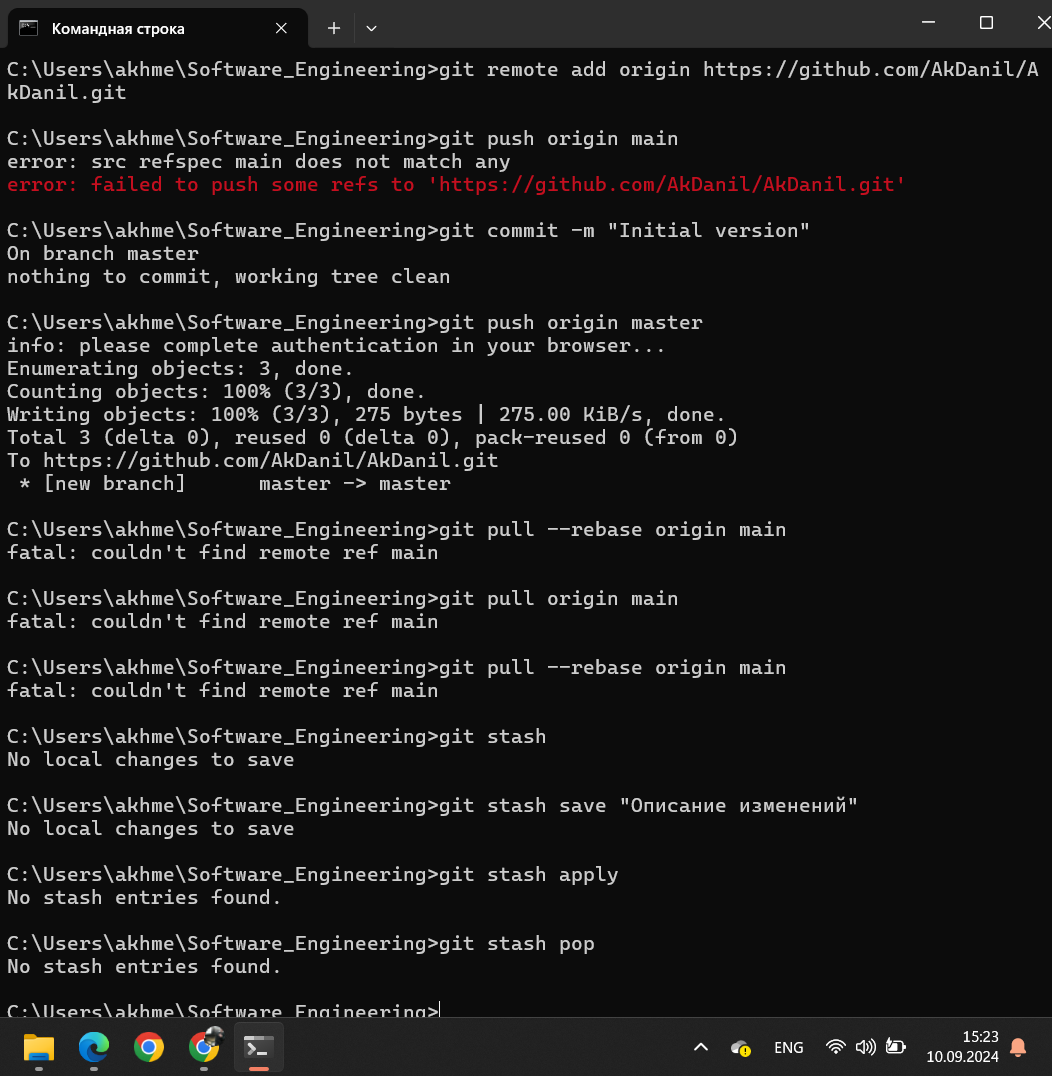 Командная строка
C:\Users\akhme\Software_Engineering>git remote add origin https://github.com/AkDanil/A
kDanil.git
C:\Users\akhme\Software_Engineering>git push origin main
error: src refspec main does not match any
error: failed to push some refs to 'https://github.com/AkDanil/AkDanil.git'
C:\Users\akhme\Software_Engineering>git commit -m "Initial version"
On branch master
nothing to commit, working tree clean
C:\Users\akhme\Software_Engineering>git push origin master
info: please complete authentication in your browser...
Enumerating objects: 3, done.
Counting objects: 100% (3/3), done.
Writing objects: 100% (3/3), 275 bytes | 275.00 KiB/s, done.
Total 3 (delta 0), reused 0 (delta 0), pack-reused 0 (from 0)
To https://github.com/AkDanil/AkDanil.git
 * [new branch]      master -> master
C:\Users\akhme\Software_Engineering>git pull --rebase origin main
fatal: couldn't find remote ref main
C:\Users\akhme\Software_Engineering>git pull origin main
fatal: couldn't find remote ref main
C:\Users\akhme\Software_Engineering>git pull --rebase origin main
fatal: couldn't find remote ref main
C:\Users\akhme\Software_Engineering>git stash
No local changes to save
C:\Users\akhme\Software_Engineering>git stash save "Описание изменений"
No local changes to save
C:\Users\akhme\Software_Engineering>git stash apply
No stash entries found.
C:\Users\akhme\Software_Engineering>git stash pop
No stash entries found.
C:\Users\akhme\Software_Engineering>
ENG
15:23
10.09.2024